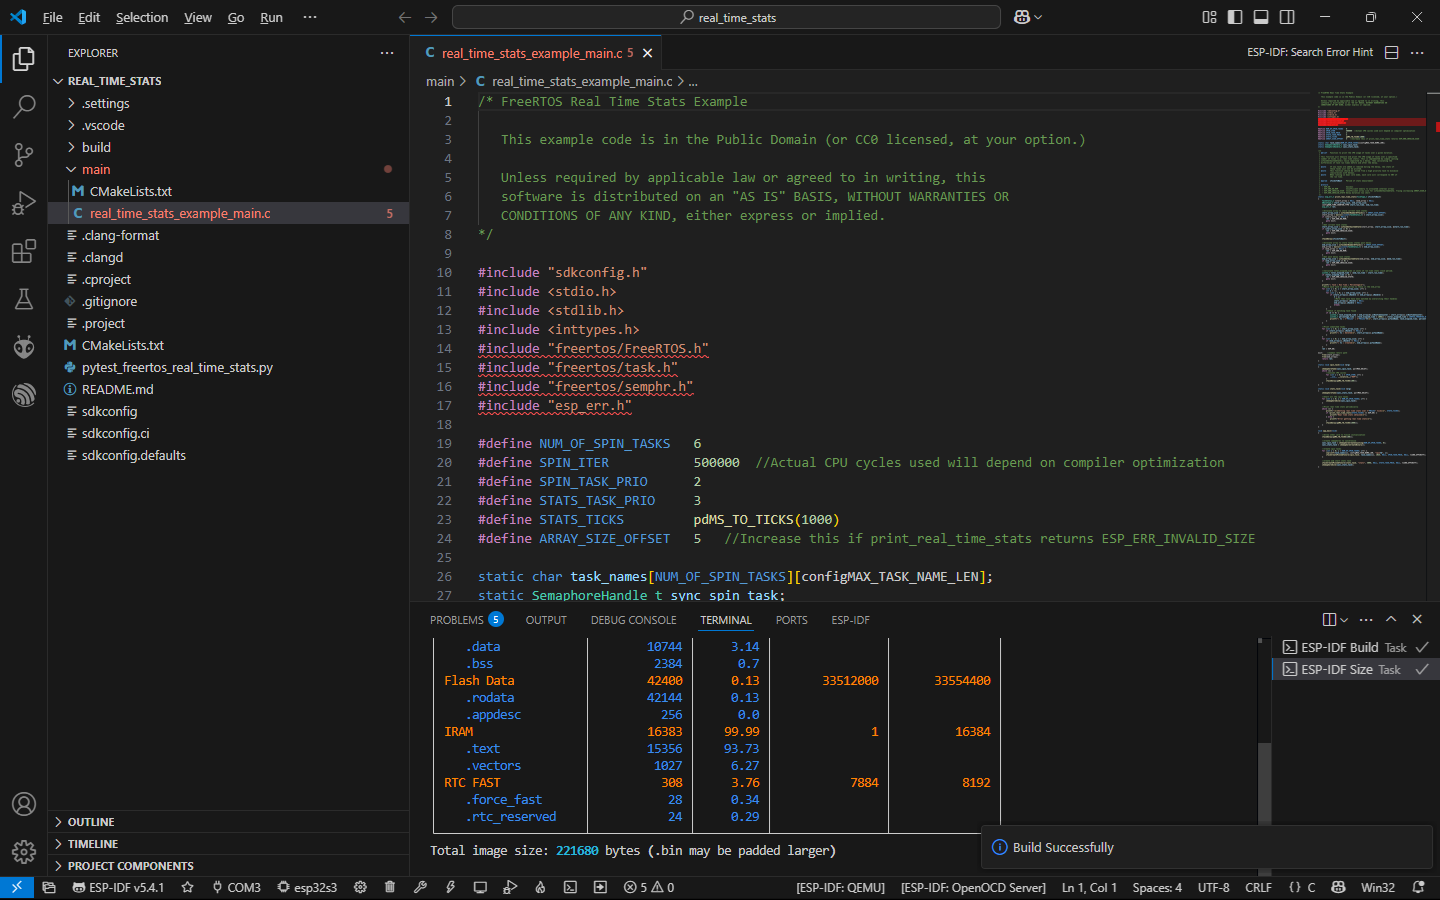 File Edit Selection View Go Run ···
real_time_stats
EXPLORER
REAL_TIME_STATS
.settings
.vscode
build
main
CMakeLists.txt
real_time_stats_example_main.c 5
.clang-format
.clangd
.cproject
.gitignore
.project
CMakeLists.txt
pytest_freertos_real_time_stats.py
README.md
sdkconfig
sdkconfig.ci
sdkconfig.defaults
OUTLINE
TIMELINE
PROJECT COMPONENTS
C real_time_stats_example_main.c 5
ESP-IDF: Search Error Hint
main > C real_time_stats_example_main.c > ...
1 /* FreeRTOS Real Time Stats Example
2
3 This example code is in the Public Domain (or CC0 licensed, at your option.)
4
5 Unless required by applicable law or agreed to in writing, this
6 software is distributed on an "AS IS" BASIS, WITHOUT WARRANTIES OR
7 CONDITIONS OF ANY KIND, either express or implied.
8 */
9
10 #include "sdkconfig.h"
11 #include <stdio.h>
12 #include <stdlib.h>
13 #include <inttypes.h>
14 #include "freertos/FreeRTOS.h"
15 #include "freertos/task.h"
16 #include "freertos/semphr.h"
17 #include "esp_err.h"
18
19 #define NUM_OF_SPIN_TASKS 6
20 #define SPIN_ITER 500000 //Actual CPU cycles used will depend on compiler optimization
21 #define SPIN_TASK_PRIO 2
22 #define STATS_TASK_PRIO 3
23 #define STATS_TICKS pdMS_TO_TICKS(1000)
24 #define ARRAY_SIZE_OFFSET 5 //Increase this if print_real_time_stats returns ESP_ERR_INVALID_SIZE
25
26 static char task_names[NUM_OF_SPIN_TASKS][configMAX_TASK_NAME_LEN];
27 static SemaphoreHandle_t sync_spin_task;
PROBLEMS 5 OUTPUT DEBUG CONSOLE TERMINAL PORTS ESP-IDF
.data 10744 3.14
.bss 2384 0.7
Flash Data 42400 0.13 33512000 33554400
.rodata 42144 0.13
.appdesc 256 0.0
IRAM 16383 99.99 1 16384
.text 15356 93.73
.vectors 1027 6.27
RTC FAST 308 3.76 7884 8192
.force_fast 28 0.34
.rtc_reserved 24 0.29
Total image size: 221680 bytes (.bin may be padded larger)
ESP-IDF Build Task
ESP-IDF Size Task
Build Successfully
ESP-IDF v5.4.1 COM3 esp32s3 5 0 [ESP-IDF: QEMU] [ESP-IDF: OpenOCD Server] Ln 1, Col 1 Spaces: 4 UTF-8 CRLF {} C Win32